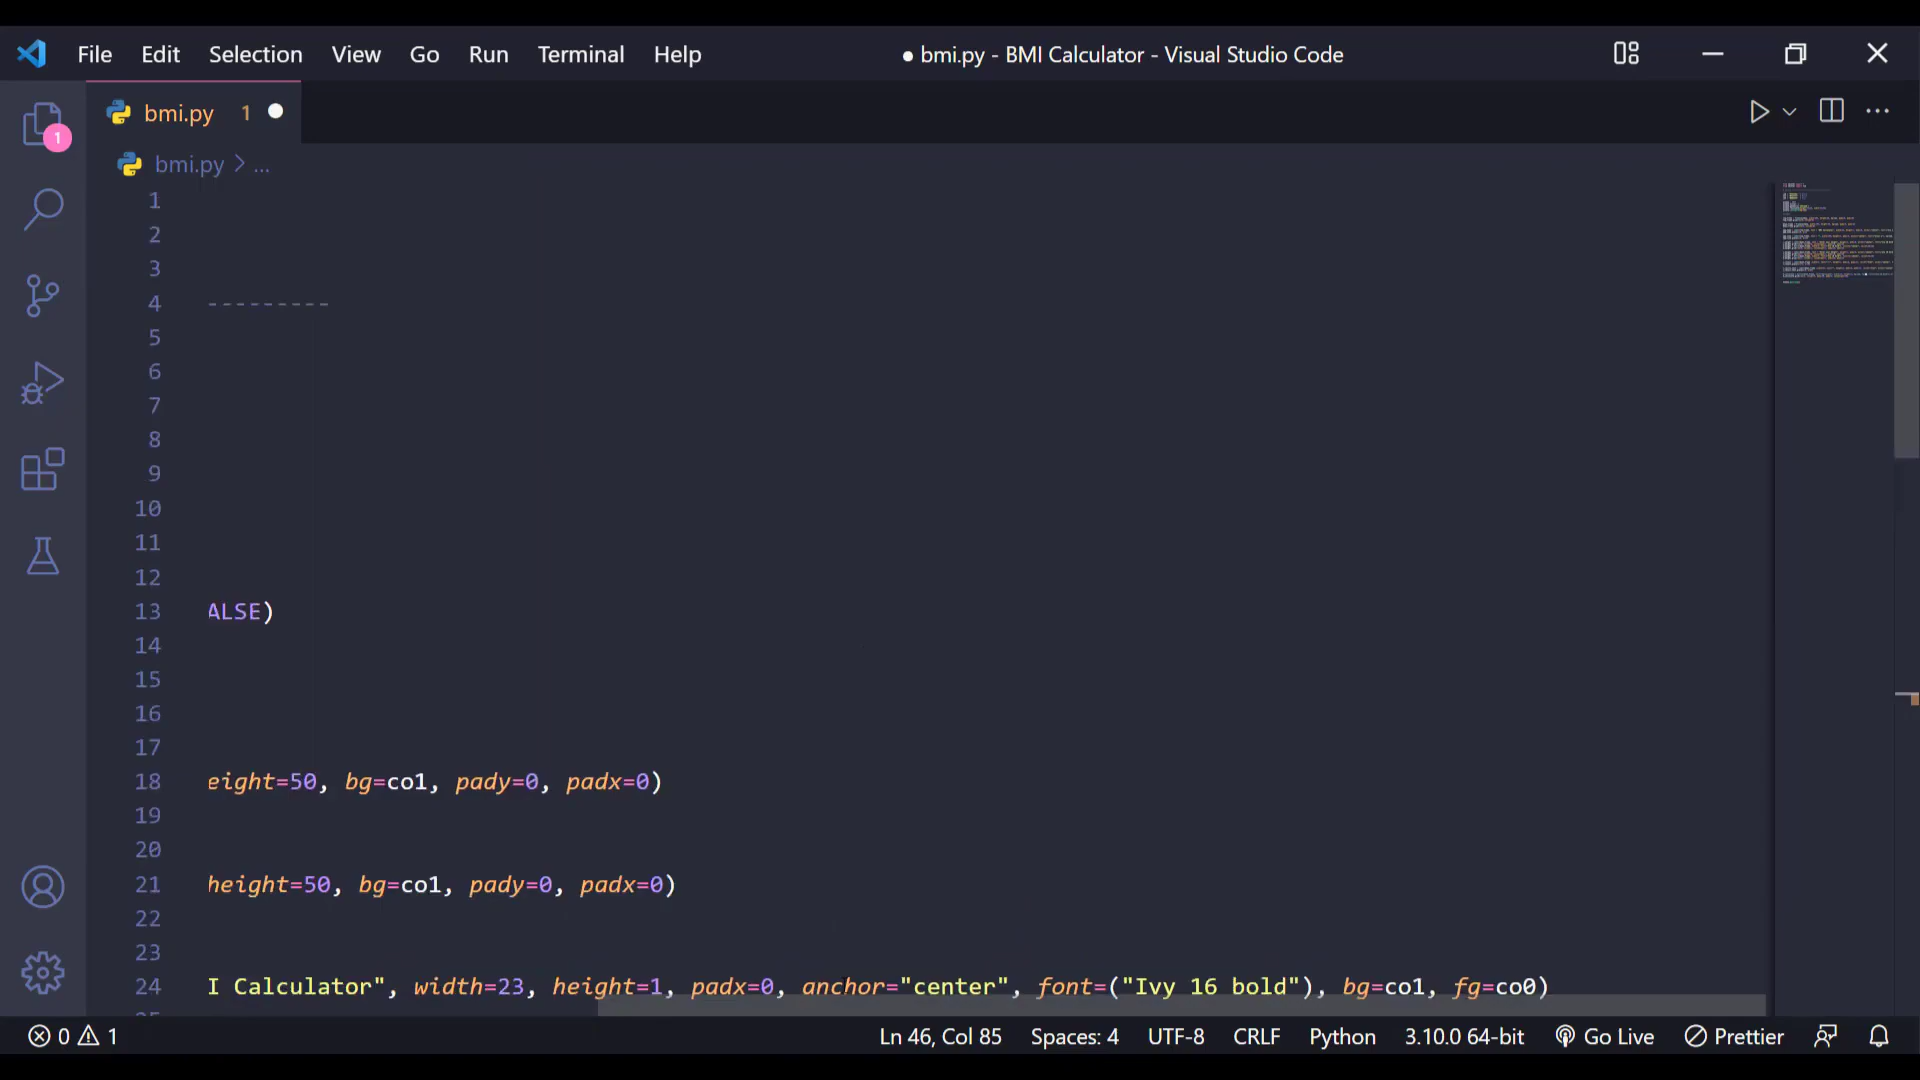 File Edit Selection View Go Run Terminal Help ● bmi.py - BMI Calculator - Visual Studio Code
bmi.py 1
1
bmi.py > ...
1
2
3
4 ---------
5
6
7
8
9
10
11
12
13 ALSE)
14
15
16
17
18 eight=50, bg=co1, pady=0, padx=0)
19
20
21 height=50, bg=co1, pady=0, padx=0)
22
23
24 I Calculator", width=23, height=1, padx=0, anchor="center", font=("Ivy 16 bold"), bg=co1, fg=co0)
0 1 Ln 46, Col 85 Spaces: 4 UTF-8 CRLF Python 3.10.0 64-bit Go Live Prettier